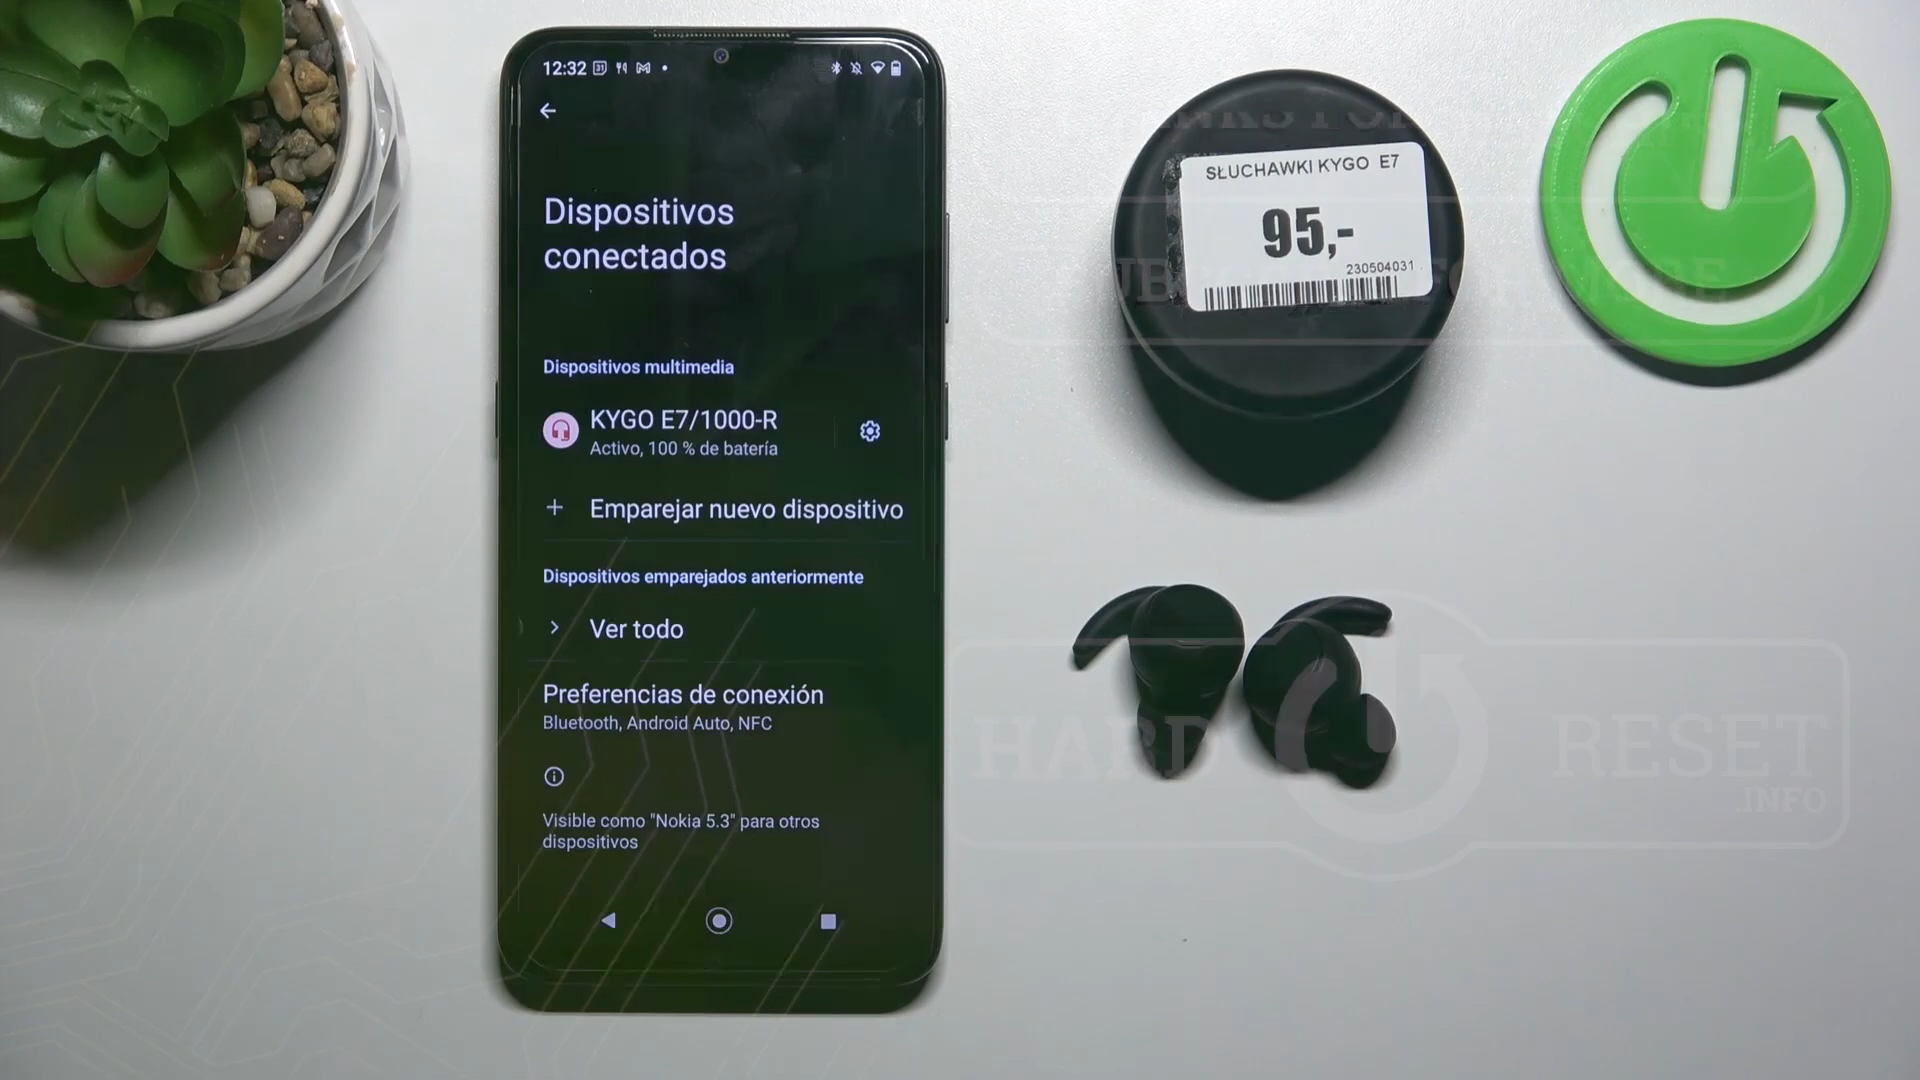 12:32
31
Dispositivos
conectados
Dispositivos multimedia
KYGO E7/1000-R
Activo, 100 % de batería
Emparejar nuevo dispositivo
Dispositivos emparejados anteriormente
Ver todo
Preferencias de conexión
Bluetooth, Android Auto, NFC
Visible como "Nokia 5.3" para otros
dispositivos
SŁUCHAWKI KYGO E7
95,-
230504031
HARD RESET
.INFO